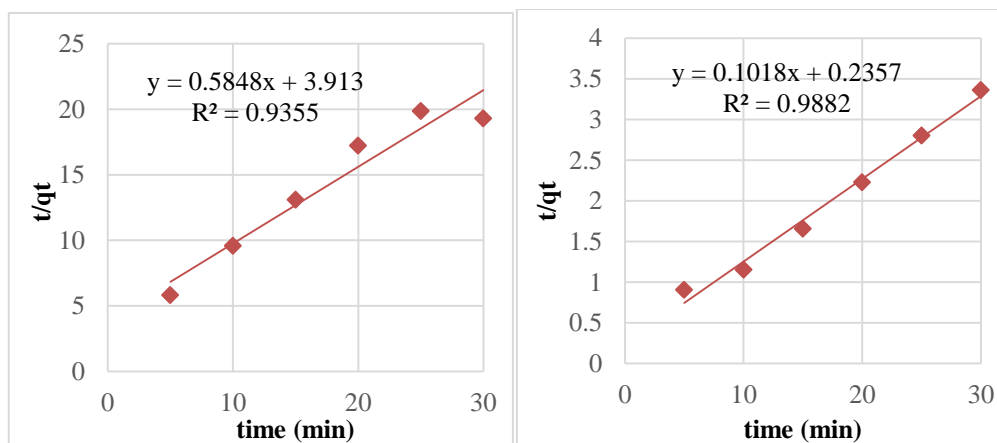 25
20
15
10
5
0
y = 0.5848x + 3.913
R² = 0.9355
t/qt
0 10 20 30
time (min)
4
3.5
3
2.5
2
1.5
1
0.5
0
y = 0.1018x + 0.2357
R² = 0.9882
t/qt
0 10 20 30
time (min)